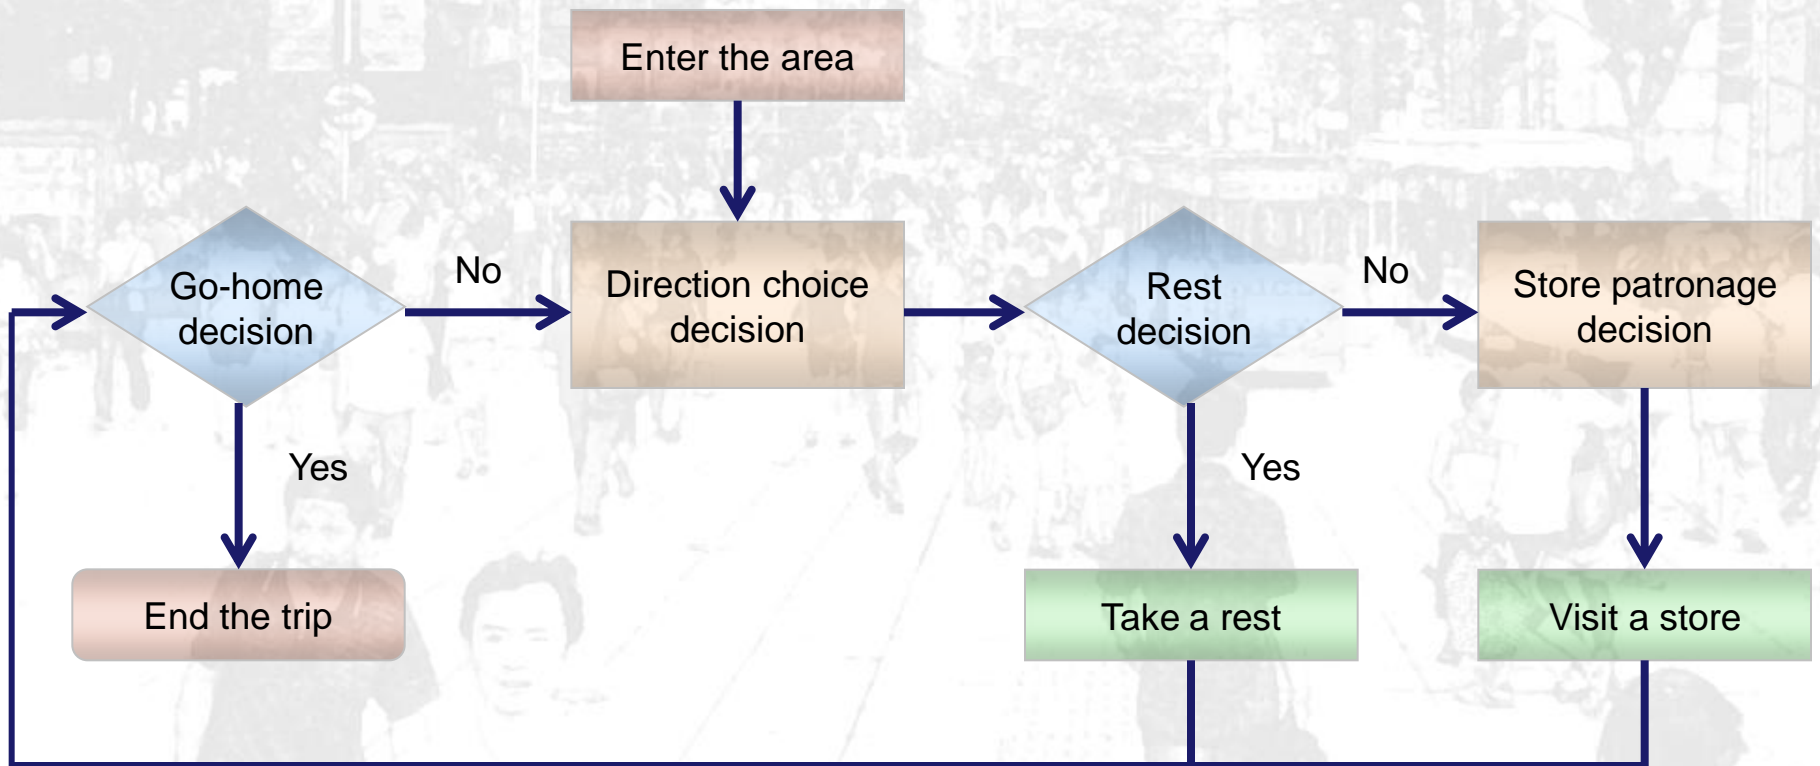 Enter the area
Go-home
decision
No
Direction choice
decision
Rest
decision
No
Store patronage
decision
Yes
Yes
End the trip
Take a rest
Visit a store